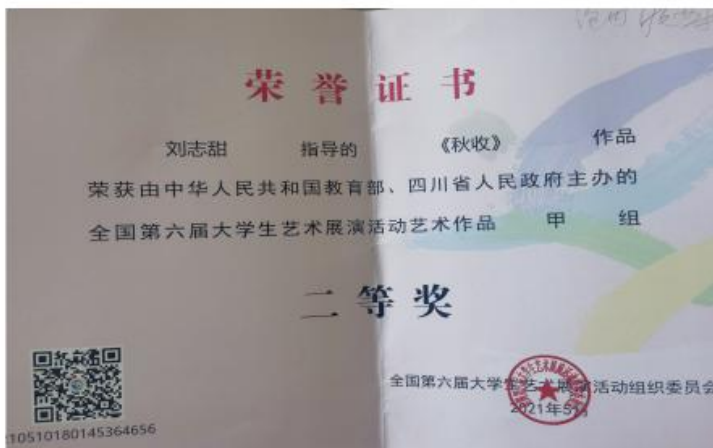 荣誉证书
刘志甜 指导的 《秋收》 作品
荣获由中华人民共和国教育部、四川省人民政府主办的
全国第六届大学生艺术展演活动艺术作品 甲 组
二等奖
全国第六届大学生艺术展演活动组织委员会
2021年5月
10510180145364656